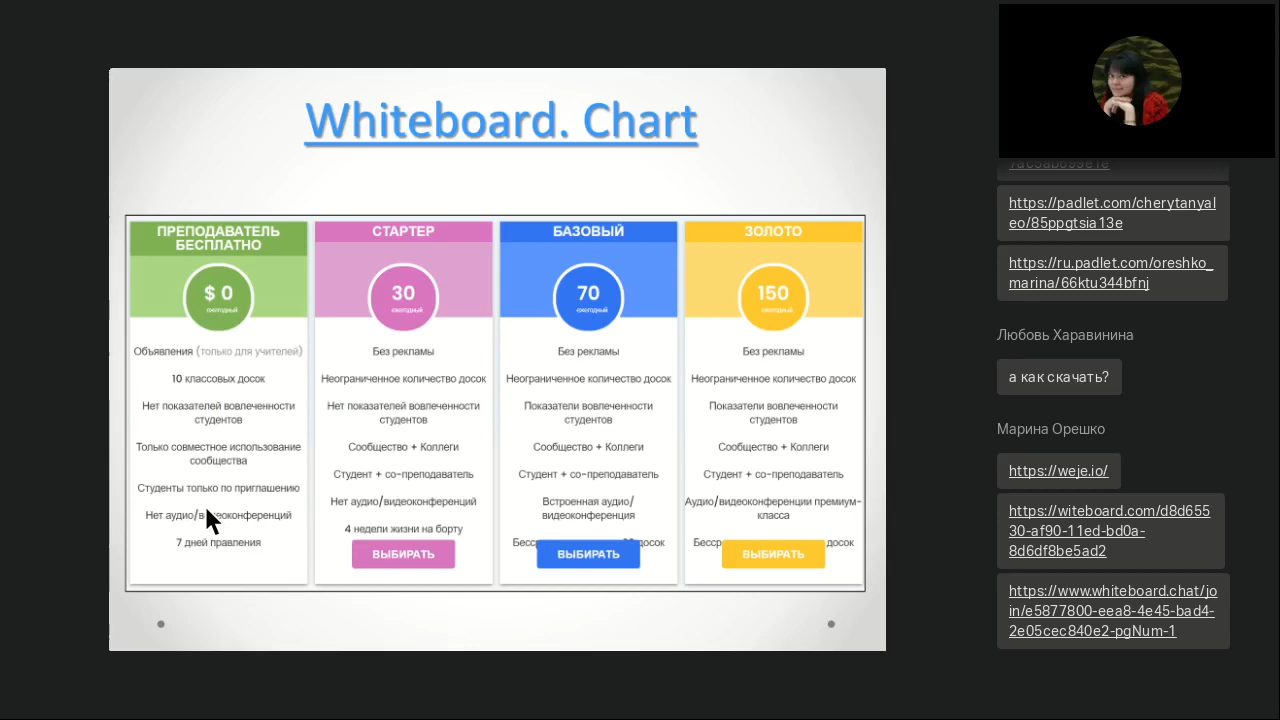 Whiteboard. Chart
ПРЕПОДАВАТЕЛЬ
БЕСПЛАТНО
$ 0
ежегодный
Объявления (только для учителей)
10 классовых досок
Нет показателей вовлеченности
студентов
Только совместное использование
сообщества
Студенты только по приглашению
Нет аудио/видеоконференций
7 дней правления
СТАРТЕР
30
ежегодный
Без рекламы
Неограниченное количество досок
Нет показателей вовлеченности
студентов
Сообщество + Коллеги
Студент + со-преподаватель
Нет аудио/видеоконференций
4 недели жизни на борту
ВЫБИРАТЬ
БАЗОВЫЙ
70
ежегодный
Без рекламы
Неограниченное количество досок
Показатели вовлеченности
студентов
Сообщество + Коллеги
Студент + со-преподаватель
Встроенная аудио/
видеоконференция
досок
ВЫБИРАТЬ
ЗОЛОТО
150
ежегодный
Без рекламы
Неограниченное количество досок
Показатели вовлеченности
студентов
Сообщество + Коллеги
Студент + со-преподаватель
Аудио/видеоконференции премиум-
класса
досок
ВЫБИРАТЬ
https://padlet.com/cherytanyal
eo/85ppgtsia13e
https://ru.padlet.com/oreshko_
marina/66ktu344bfnj
Любовь Харавинина
а как скачать?
Марина Орешко
https://weje.io/
https://witeboard.com/d8d655
30-af90-11ed-bd0a-
8d6df8be5ad2
https://www.whiteboard.chat/jo
in/e5877800-eea8-4e45-bad4-
2e05cec840e2-pgNum-1